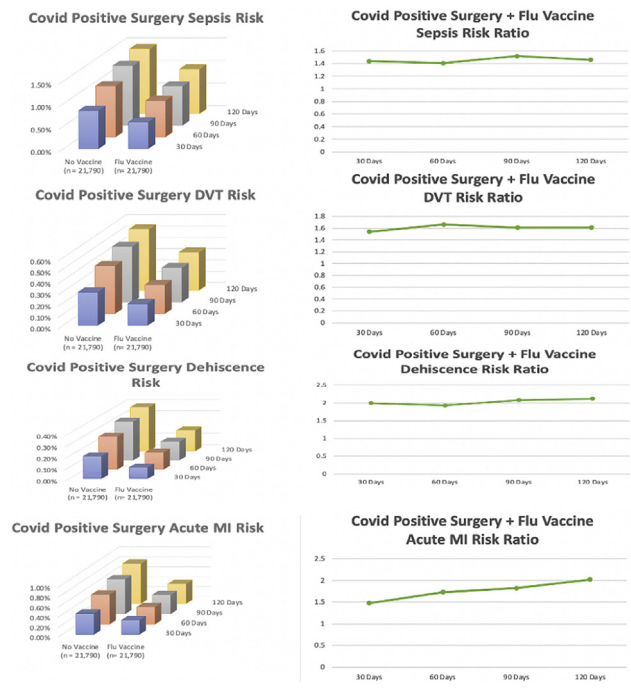 Covid Positive Surgery Sepsis Risk
1.50%
1.00%
0.50%
0.00%
120 Days
90 Days
60 Days
30 Days
No Vaccine
(n = 21,790)
Flu Vaccine
(n= 21,790)
Covid Positive Surgery + Flu Vaccine
Sepsis Risk Ratio
1.6
1.4
1.2
1
0.8
0.6
0.4
0.2
0
30 Days
60 Days
90 Days
120 Days
Covid Positive Surgery DVT Risk
0.60%
0.50%
0.40%
0.30%
0.20%
0.10%
0.00%
120 Days
90 Days
60 Days
30 Days
No Vaccine
(n = 21,790)
Flu Vaccine
(n= 21,790)
Covid Positive Surgery + Flu Vaccine
DVT Risk Ratio
1.8
1.6
1.4
1.2
1
0.8
0.6
0.4
0.2
0
30 Days
60 Days
90 Days
120 Days
Covid Positive Surgery Dehiscence
Risk
0.40%
0.30%
0.20%
0.10%
0.00%
120 Days
90 Days
60 Days
30 Days
No Vaccine
(n = 21,790)
Flu Vaccine
(n= 21,790)
Covid Positive Surgery + Flu Vaccine
Dehiscence Risk Ratio
2.5
2
1.5
1
0.5
0
30 Days
60 Days
90 Days
120 Days
Covid Positive Surgery Acute MI Risk
1.00%
0.80%
0.60%
0.40%
0.20%
0.00%
120 Days
90 Days
60 Days
30 Days
No Vaccine
(n = 21,790)
Flu Vaccine
(n= 21,790)
Covid Positive Surgery + Flu Vaccine
Acute MI Risk Ratio
2.5
2
1.5
1
0.5
0
30 Days
60 Days
90 Days
120 Days